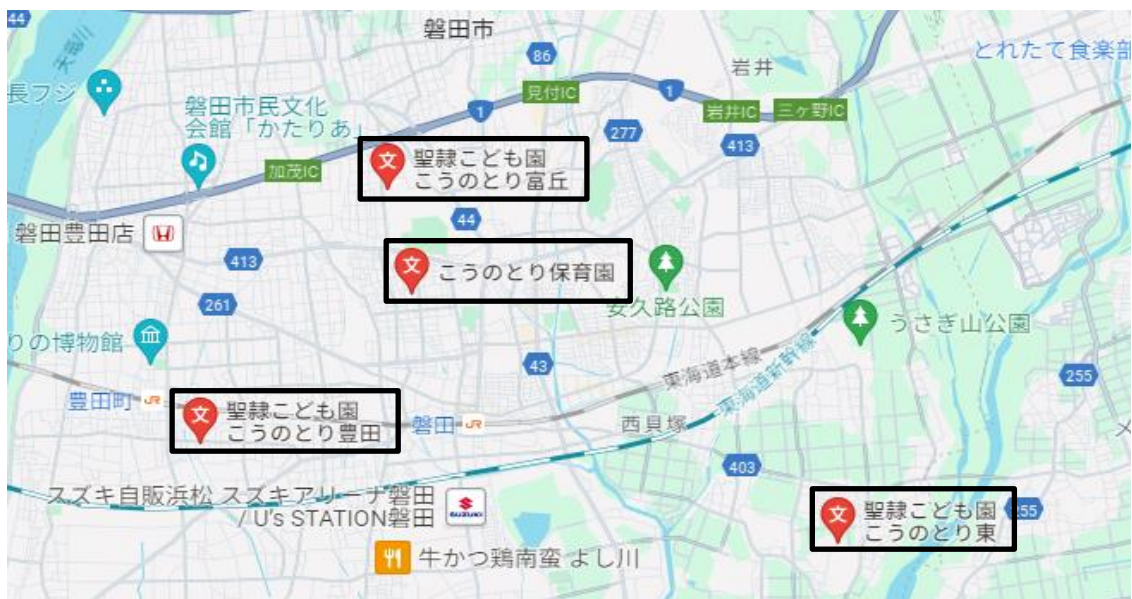 44
磐田市
86
岩井
とれたて食楽部
天竜川
長フジ
見付IC
1
1
磐田市民文化
会館「かたりあ」
岩井IC
三ヶ野IC
277
413
加茂IC
聖隷こども園
こうのとり富丘
44
磐田豊田店
413
こうのとり保育園
261
安久路公園
うさぎ山公園
りの博物館
43
東海道本線
東海道新幹線
255
豊田町
JR
聖隷こども園
こうのとり豊田
磐田
JR
西貝塚
メ
403
スズキ自販浜松 スズキアリーナ磐田
/ U's STATION磐田
SUZUKI
聖隷こども園
こうのとり東
255
牛かつ鶏南蛮 よし川